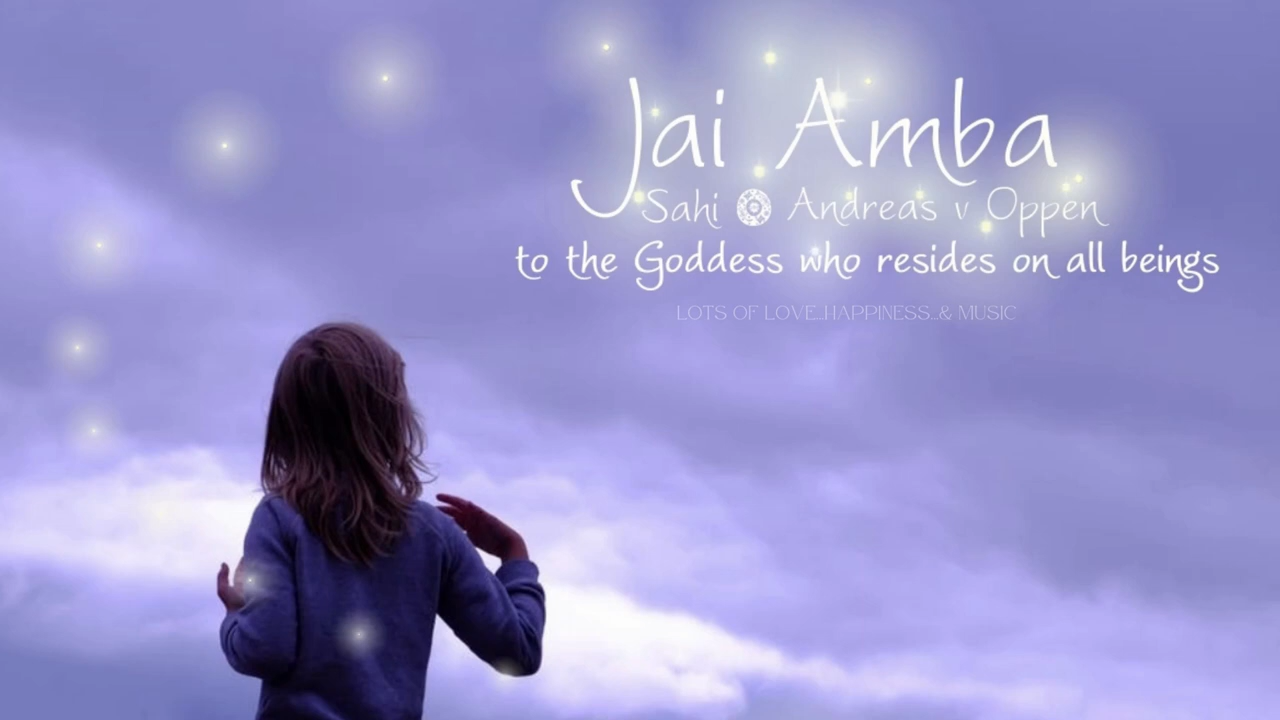 Jai Amba
Sahi Andreas v Oppen
to the Goddess who resides on all beings
LOTS OF LOVE..HAPPINESS..& MUSIC